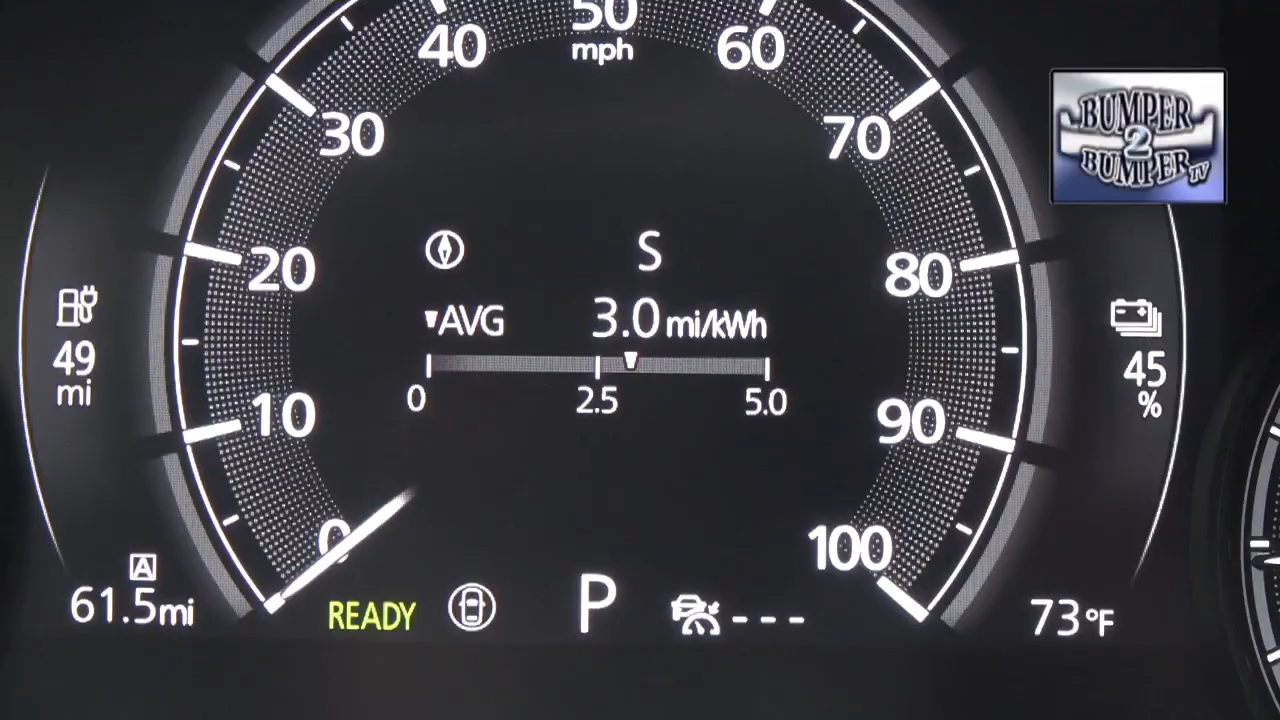 50
mph
40
60
30
70
BUMPER
2
BUMPER TV
S
20
80
▼AVG 3.0 mi/kWh
49
mi
45
%
0 2.5 5.0
10
90
0
100
A
61.5mi
READY
P
- - -
73°F